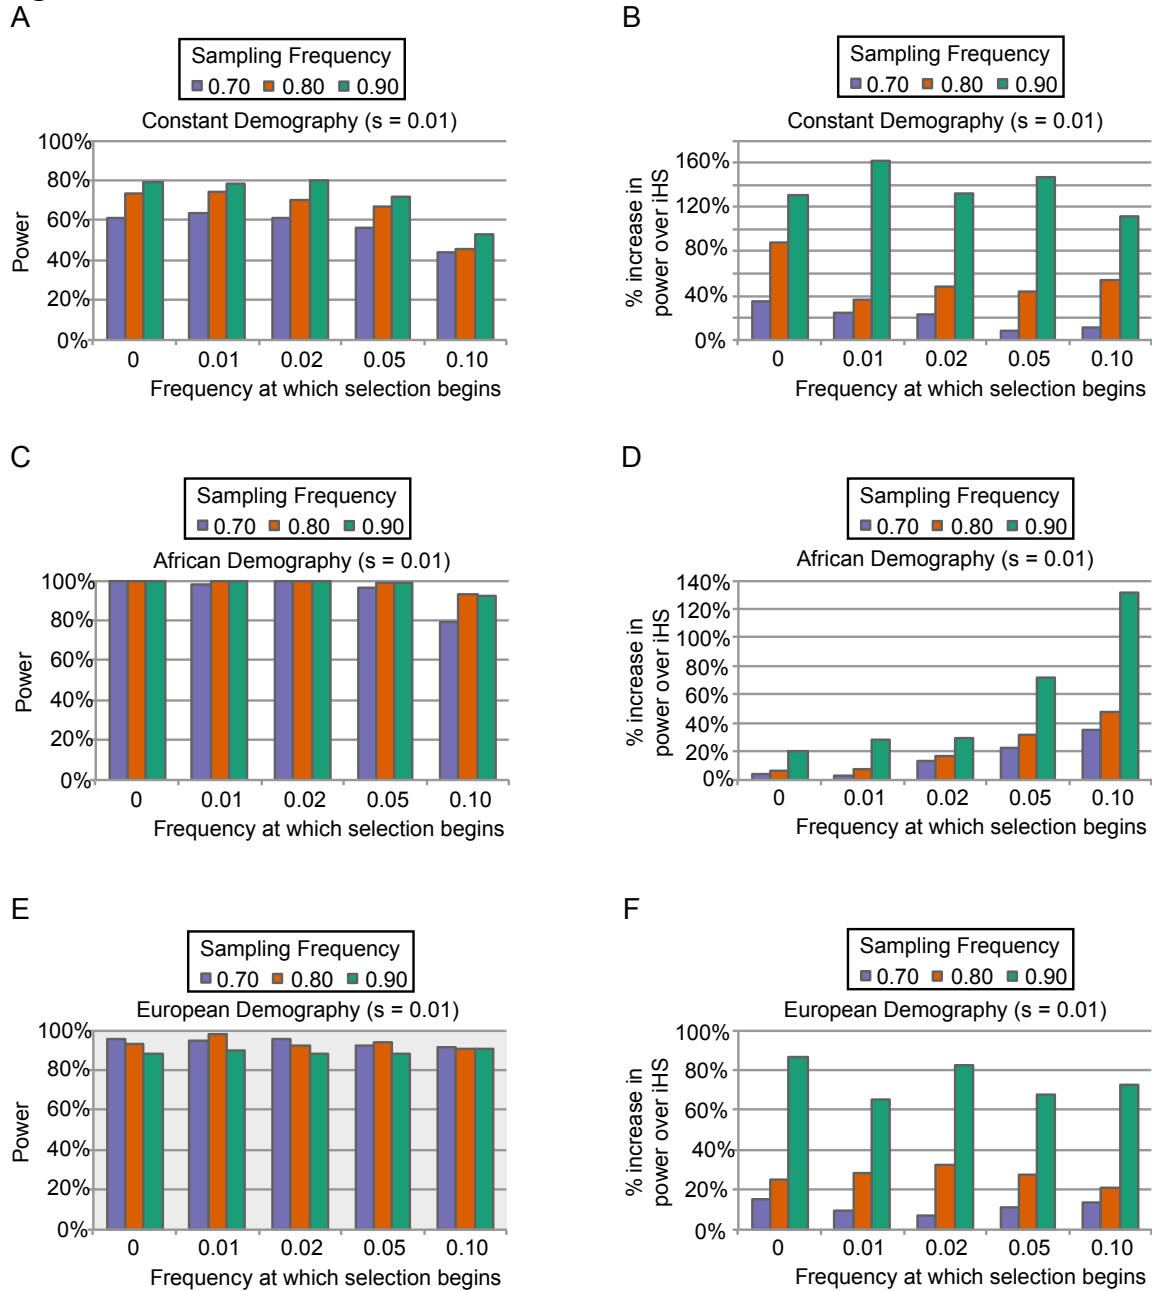 A
Sampling Frequency
0.70 0.80 0.90
Constant Demography (s = 0.01)
100%
80%
60%
40%
20%
0%
Power
0 0.01 0.02 0.05 0.10
Frequency at which selection begins
B
Sampling Frequency
0.70 0.80 0.90
Constant Demography (s = 0.01)
160%
120%
80%
40%
0%
% increase in
power over iHS
0 0.01 0.02 0.05 0.10
Frequency at which selection begins
C
Sampling Frequency
0.70 0.80 0.90
African Demography (s = 0.01)
100%
80%
60%
40%
20%
0%
Power
0 0.01 0.02 0.05 0.10
Frequency at which selection begins
D
Sampling Frequency
0.70 0.80 0.90
African Demography (s = 0.01)
140%
120%
100%
80%
60%
40%
20%
0%
% increase in
power over iHS
0 0.01 0.02 0.05 0.10
Frequency at which selection begins
E
Sampling Frequency
0.70 0.80 0.90
European Demography (s = 0.01)
100%
80%
60%
40%
20%
0%
Power
0 0.01 0.02 0.05 0.10
Frequency at which selection begins
F
Sampling Frequency
0.70 0.80 0.90
European Demography (s = 0.01)
100%
80%
60%
40%
20%
0%
% increase in
power over iHS
0 0.01 0.02 0.05 0.10
Frequency at which selection begins